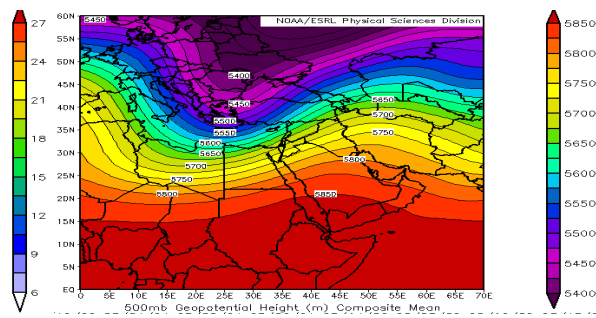 NOAA/ESRL Physical Sciences Division
27
24
21
18
15
12
9
6
60N
55N
50N
45N
40N
35N
30N
25N
20N
15N
10N
5N
EQ
5450
5400
5450
5500
5550
5600
5650
5700
5750
5800
5650
5700
5750
5800
5850
0 5E 10E 15E 20E 25E 30E 35E 40E 45E 50E 55E 60E 65E 70E
500mb Geopotential Height (m) Composite Mean
5850
5800
5750
5700
5650
5600
5550
5500
5450
5400